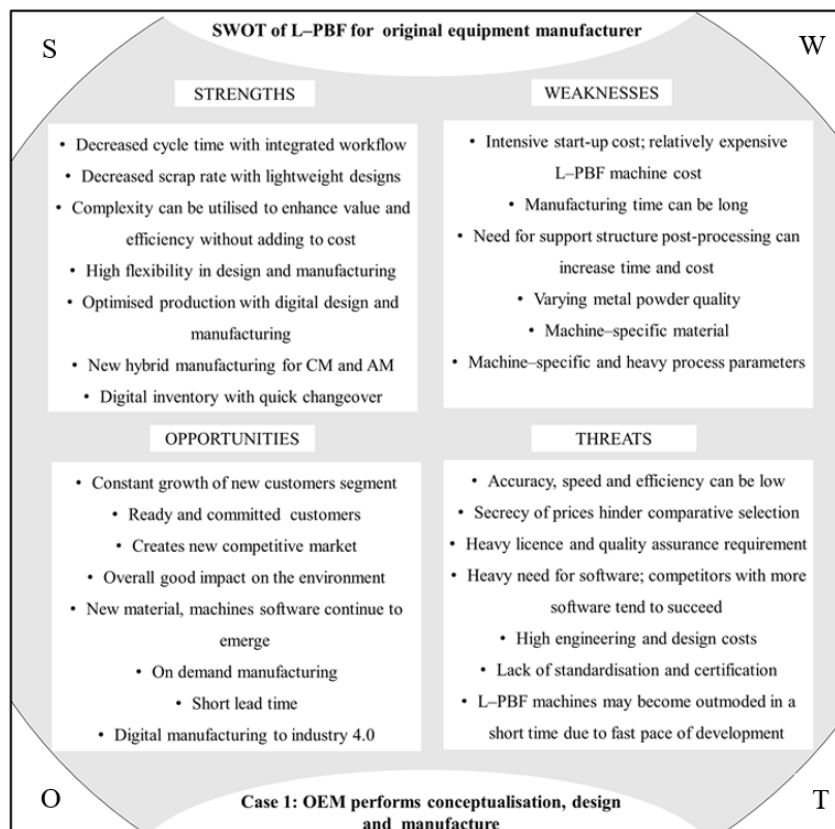 SWOT of L–PBF for original equipment manufacturer
S
W
STRENGTHS
• Decreased cycle time with integrated workflow
• Decreased scrap rate with lightweight designs
• Complexity can be utilised to enhance value and
efficiency without adding to cost
• High flexibility in design and manufacturing
• Optimised production with digital design and
manufacturing
• New hybrid manufacturing for CM and AM
• Digital inventory with quick changeover
WEAKNESSES
• Intensive start-up cost; relatively expensive
L–PBF machine cost
• Manufacturing time can be long
• Need for support structure post-processing can
increase time and cost
• Varying metal powder quality
• Machine–specific material
• Machine–specific and heavy process parameters
OPPORTUNITIES
• Constant growth of new customers segment
• Ready and committed customers
• Creates new competitive market
• Overall good impact on the environment
• New material, machines software continue to
emerge
• On demand manufacturing
• Short lead time
• Digital manufacturing to industry 4.0
THREATS
• Accuracy, speed and efficiency can be low
• Secrecy of prices hinder comparative selection
• Heavy licence and quality assurance requirement
• Heavy need for software; competitors with more
software tend to succeed
• High engineering and design costs
• Lack of standardisation and certification
• L–PBF machines may become outmoded in a
short time due to fast pace of development
O
T
Case 1: OEM performs conceptualisation, design
and manufacture